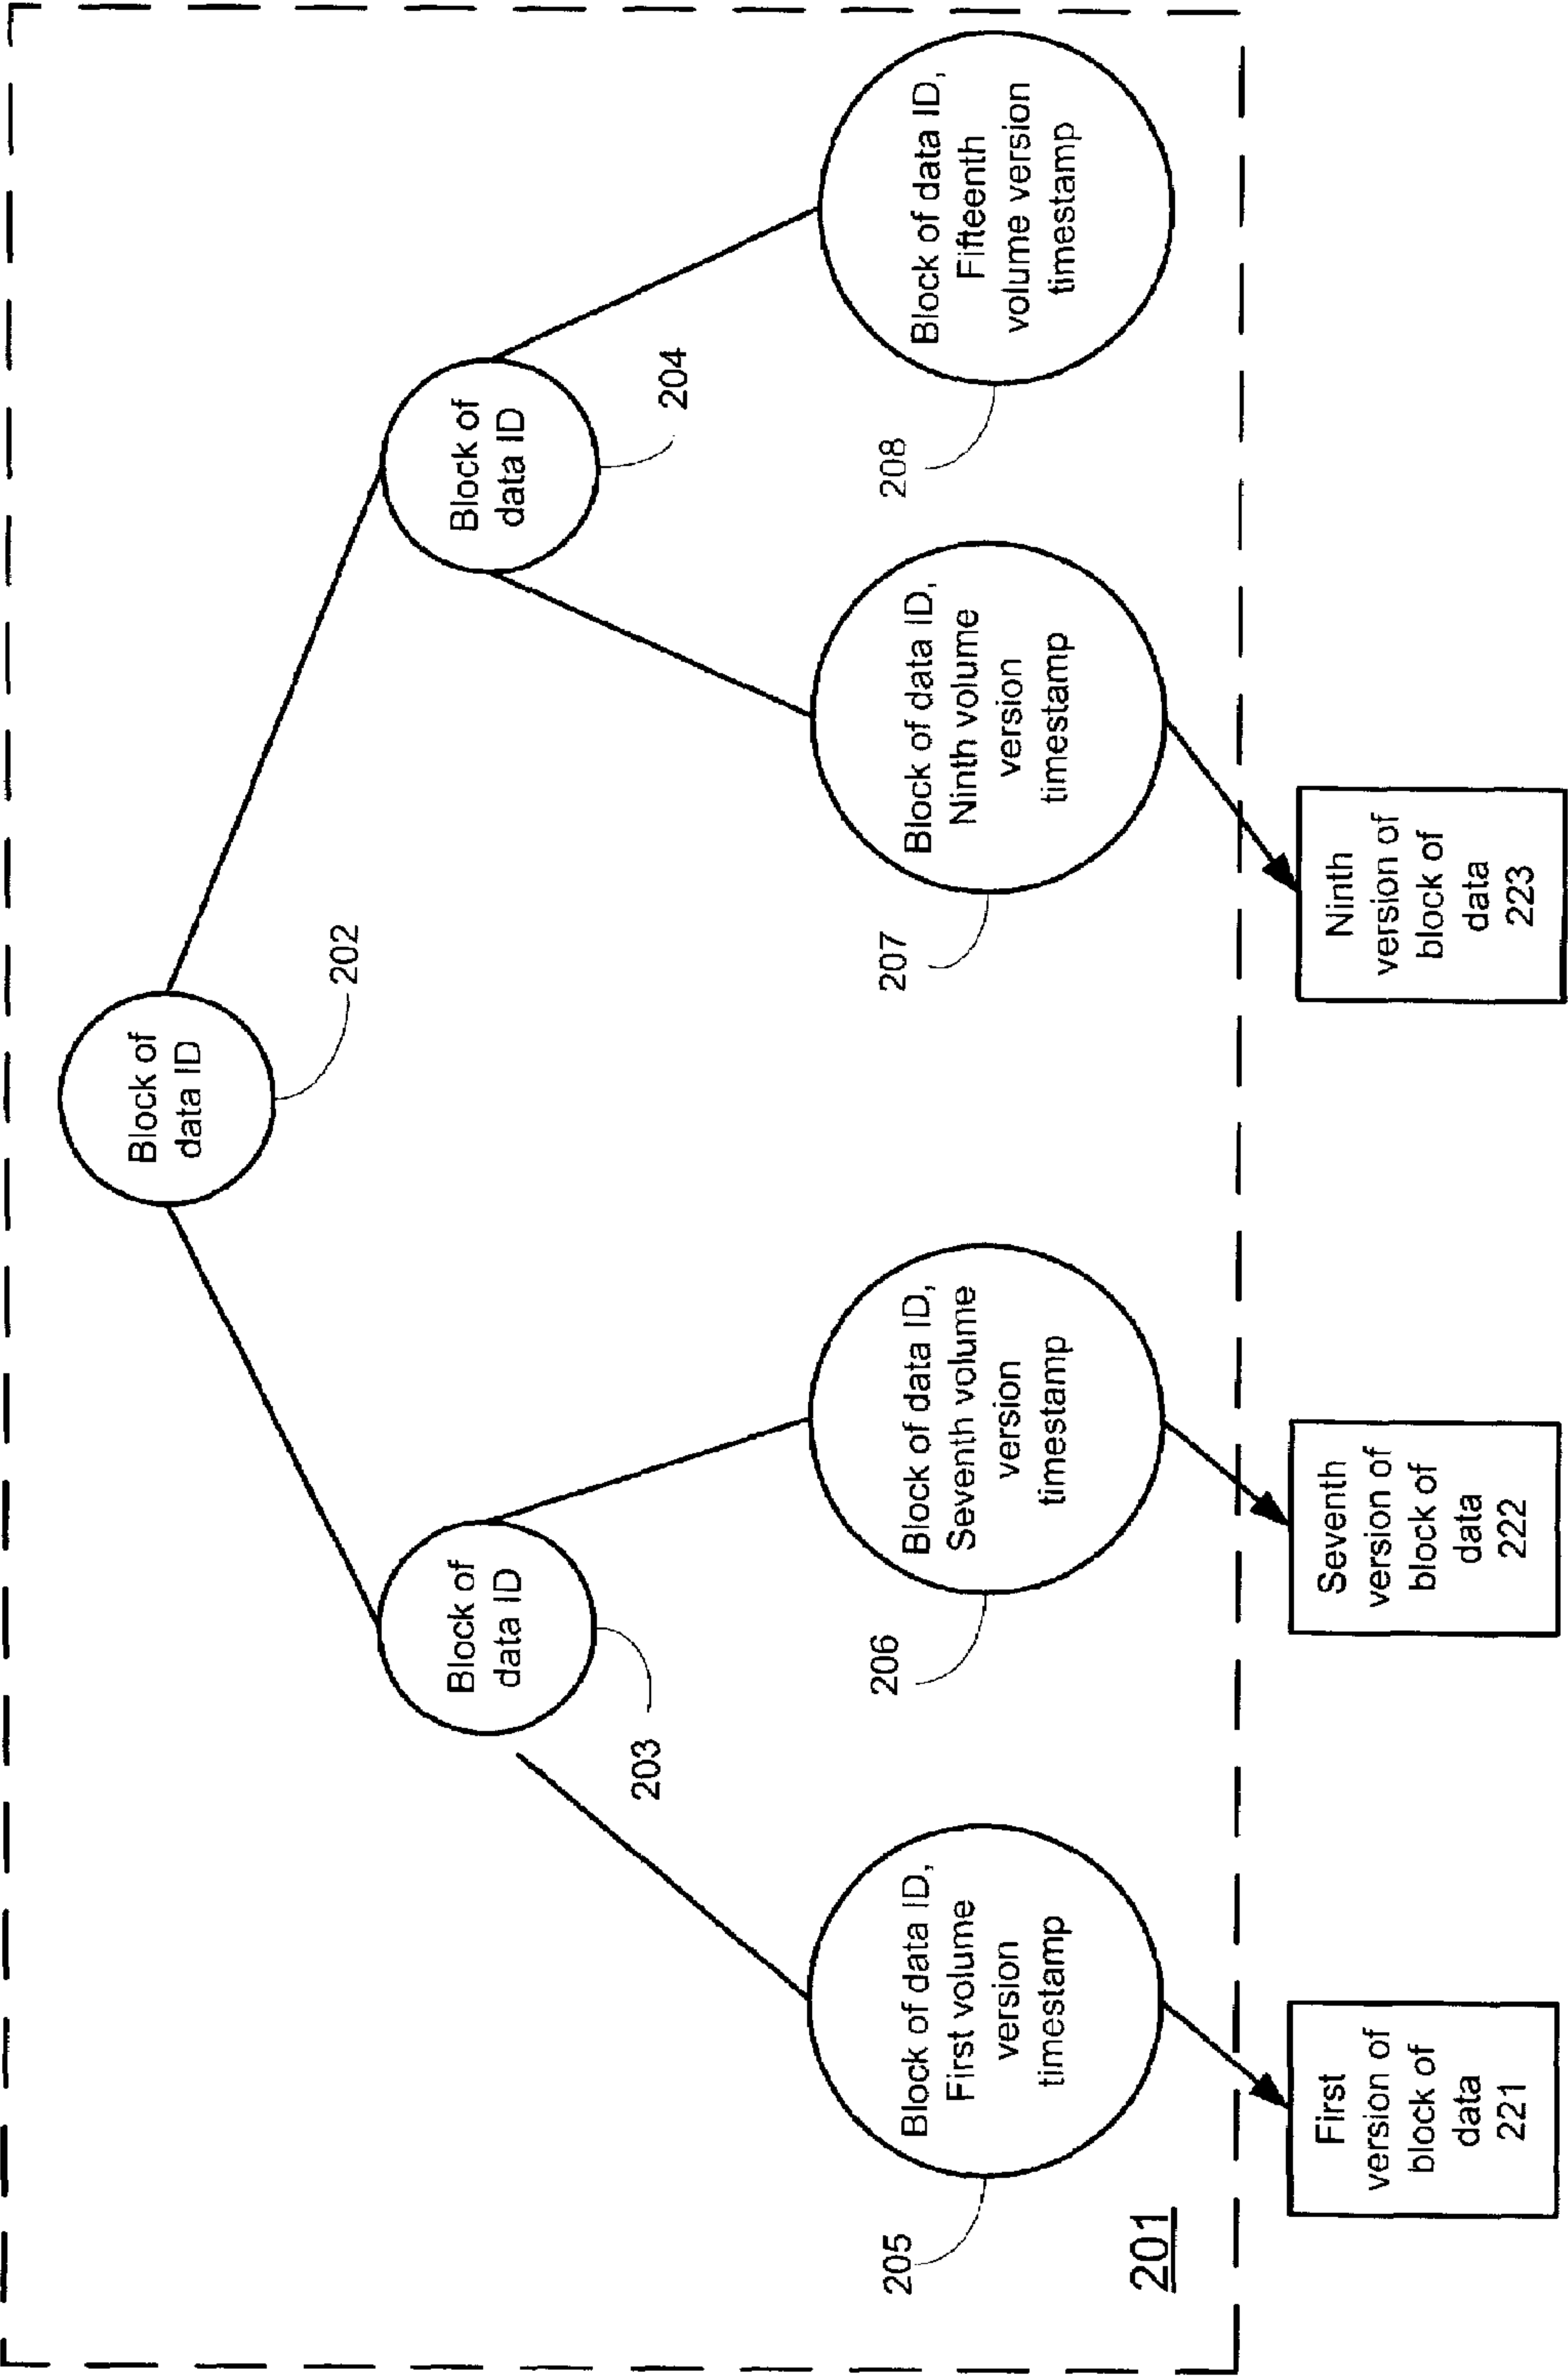 Block of
data ID
202
Block of
data ID
203
Block of
data ID
204
Block of data ID,
First volume
version
timestamp
205
Block of data ID,
Seventh volume
version
timestamp
206
Block of data ID,
Ninth volume
version
timestamp
207
Block of data ID,
Fifteenth
volume version
timestamp
208
201
First
version of
block of
data
221
Seventh
version of
block of
data
222
Ninth
version of
block of
data
223